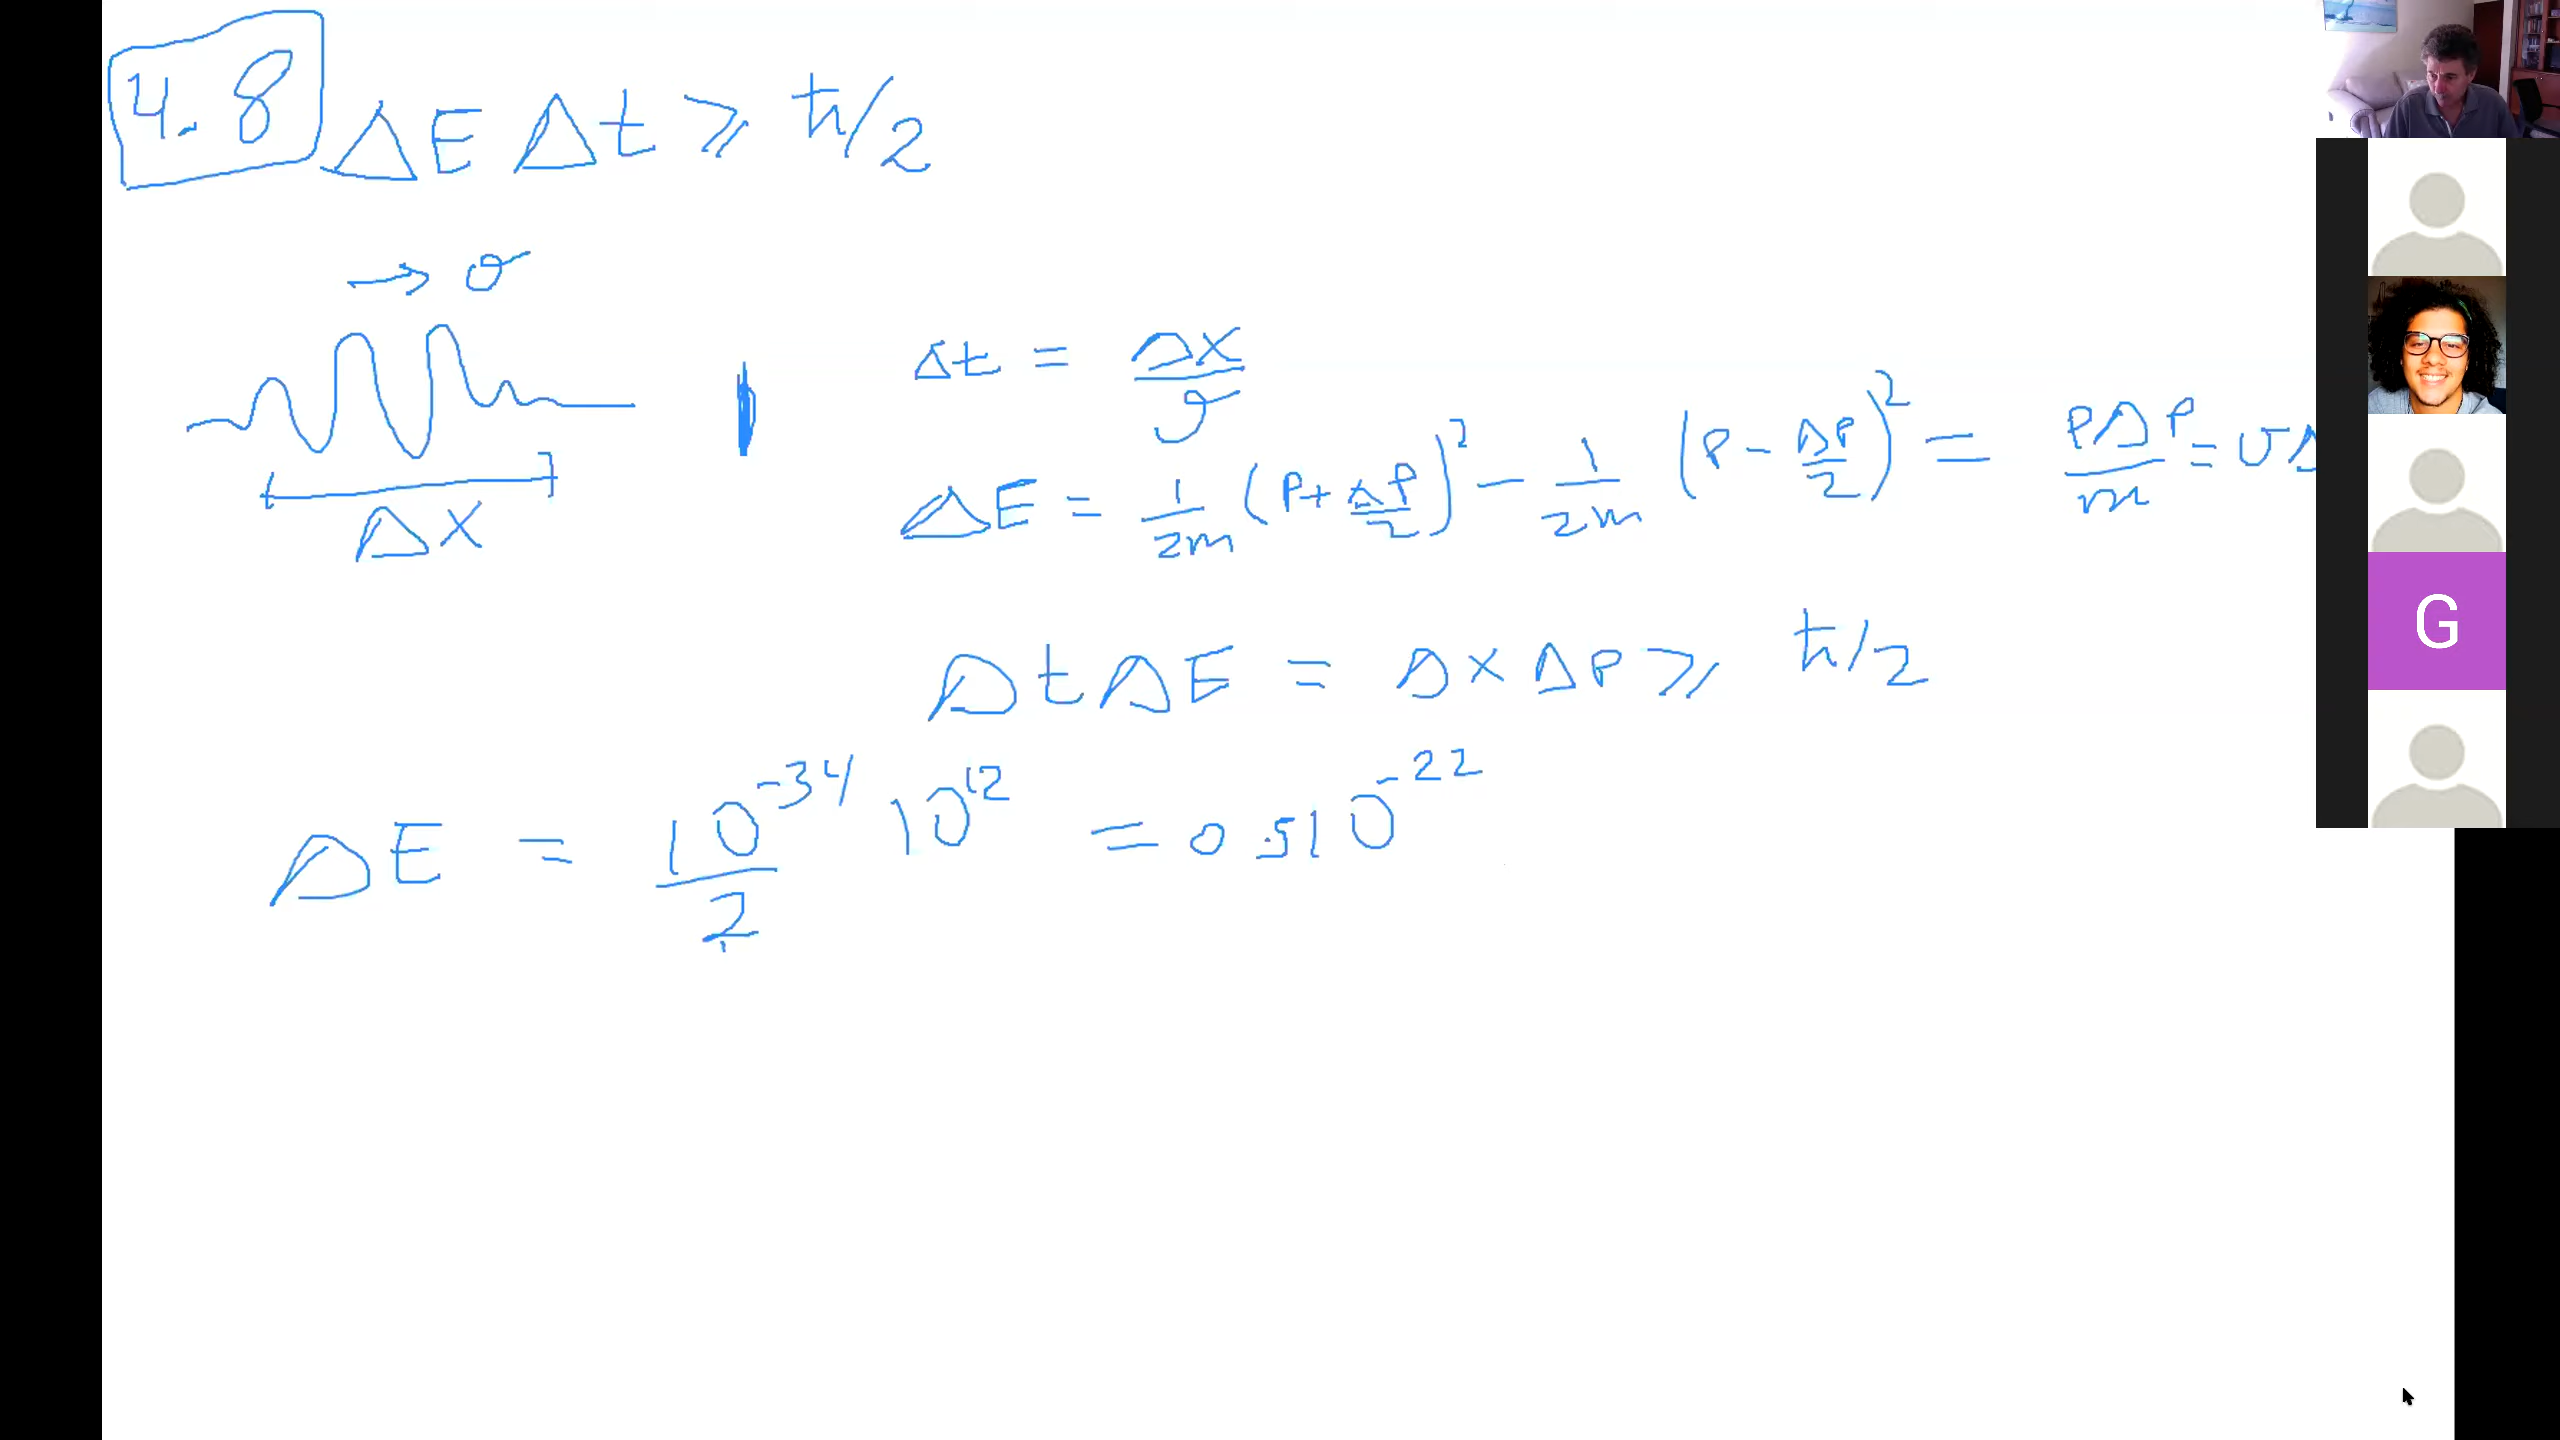 4.8 ΔE Δt ⩾ ħ/2
→ v
Δx
Δt = Δx/v
ΔE = 1/2m (P + ΔP/2)² − 1/2m (P − ΔP/2)² = PΔP/m = vΔ
Δt ΔE = Δx ΔP ⩾ ħ/2
ΔE = 10⁻³⁴/2 10¹² = 0.5 10⁻²²
G